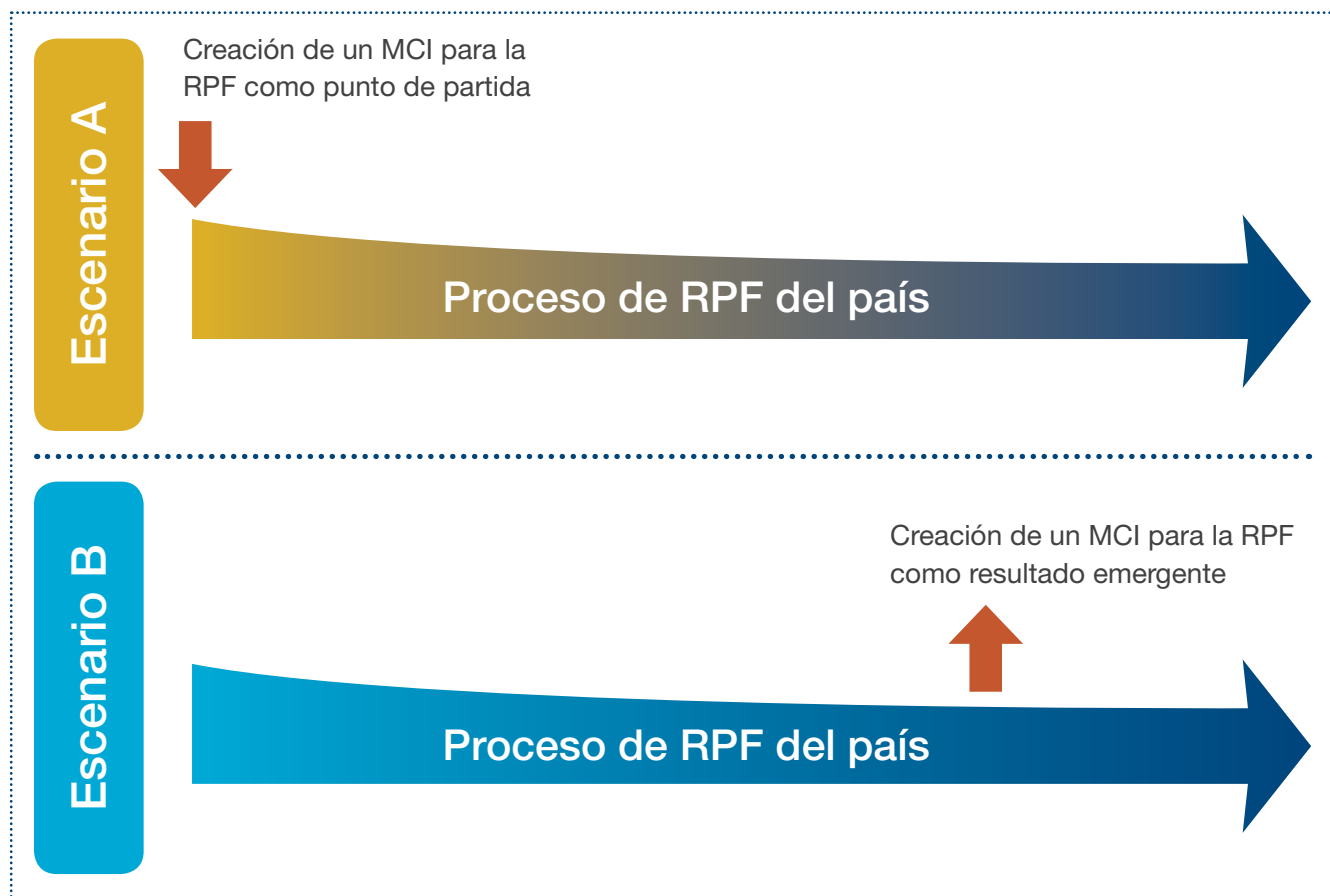 Escenario A
Creación de un MCI para la
RPF como punto de partida
Proceso de RPF del país
Escenario B
Creación de un MCI para la RPF
como resultado emergente
Proceso de RPF del país